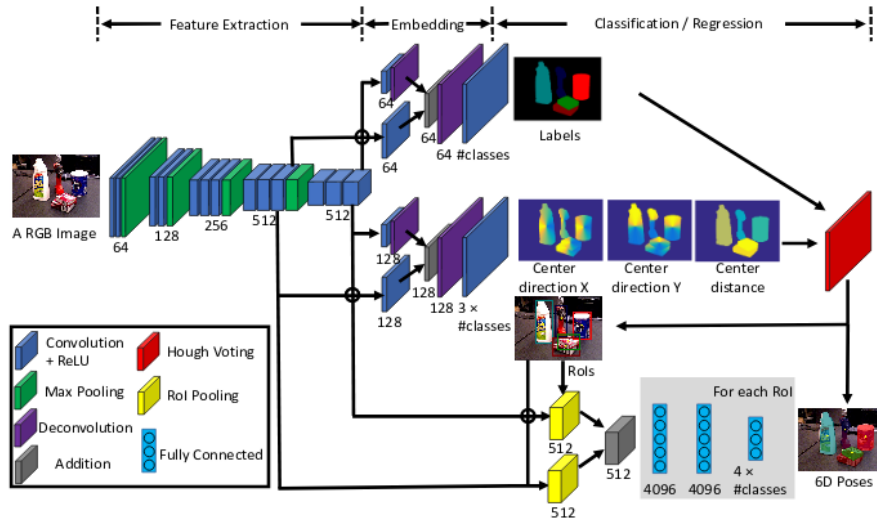 Feature Extraction
Embedding
Classification / Regression
64
64
64
64
#classes
Labels
A RGB Image
64
128
256
512
512
128
128
128
128
3 ×
#classes
Center
direction X
Center
direction Y
Center
distance
RoIs
Convolution
+ ReLU
Hough Voting
Max Pooling
RoI Pooling
Deconvolution
Addition
Fully Connected
512
512
512
For each RoI
4096
4096
4 ×
#classes
6D Poses